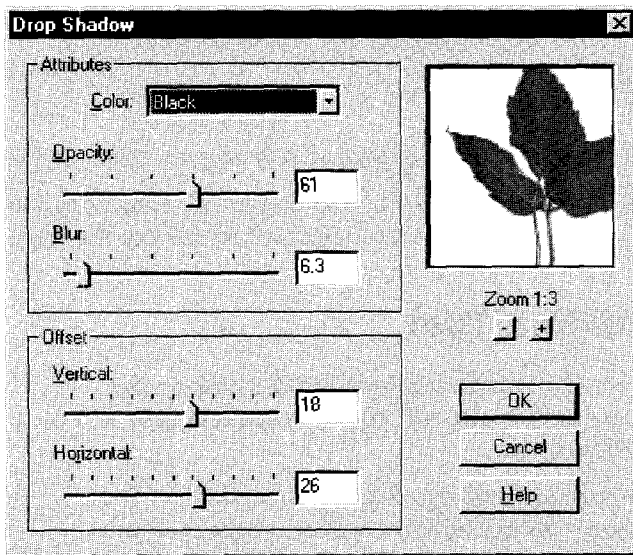 Drop Shadow
Attributes
Color: Black
Opacity:
61
Blur:
6.3
Zoom 1:3
- +
Offset
Vertical:
18
Horizontal:
26
OK
Cancel
Help